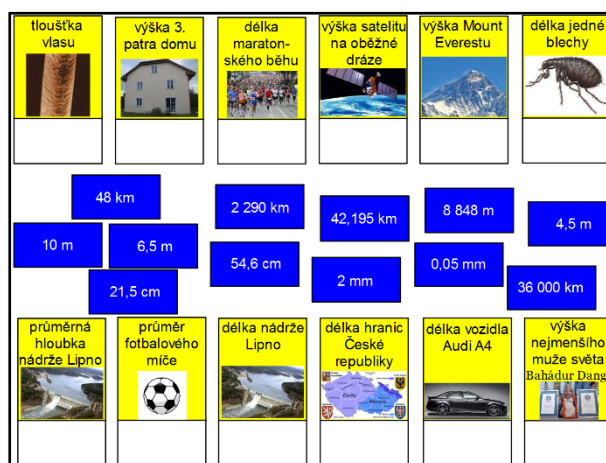 tloušťka
vlasu
výška 3.
patra domu
délka
maraton-
ského běhu
výška satelitu
na oběžné
dráze
výška Mount
Everestu
délka jedné
blechy
48 km
2 290 km
42,195 km
8 848 m
4,5 m
10 m
6,5 m
54,6 cm
2 mm
0,05 mm
36 000 km
21,5 cm
průměrná
hloubka
nádrže Lipno
průměr
fotbalového
míče
délka nádrže
Lipno
délka hranic
České
republiky
Čechy
Morava
délka vozidla
Audi A4
výška
nejmenšího
muže světa
Bahádur Dangi